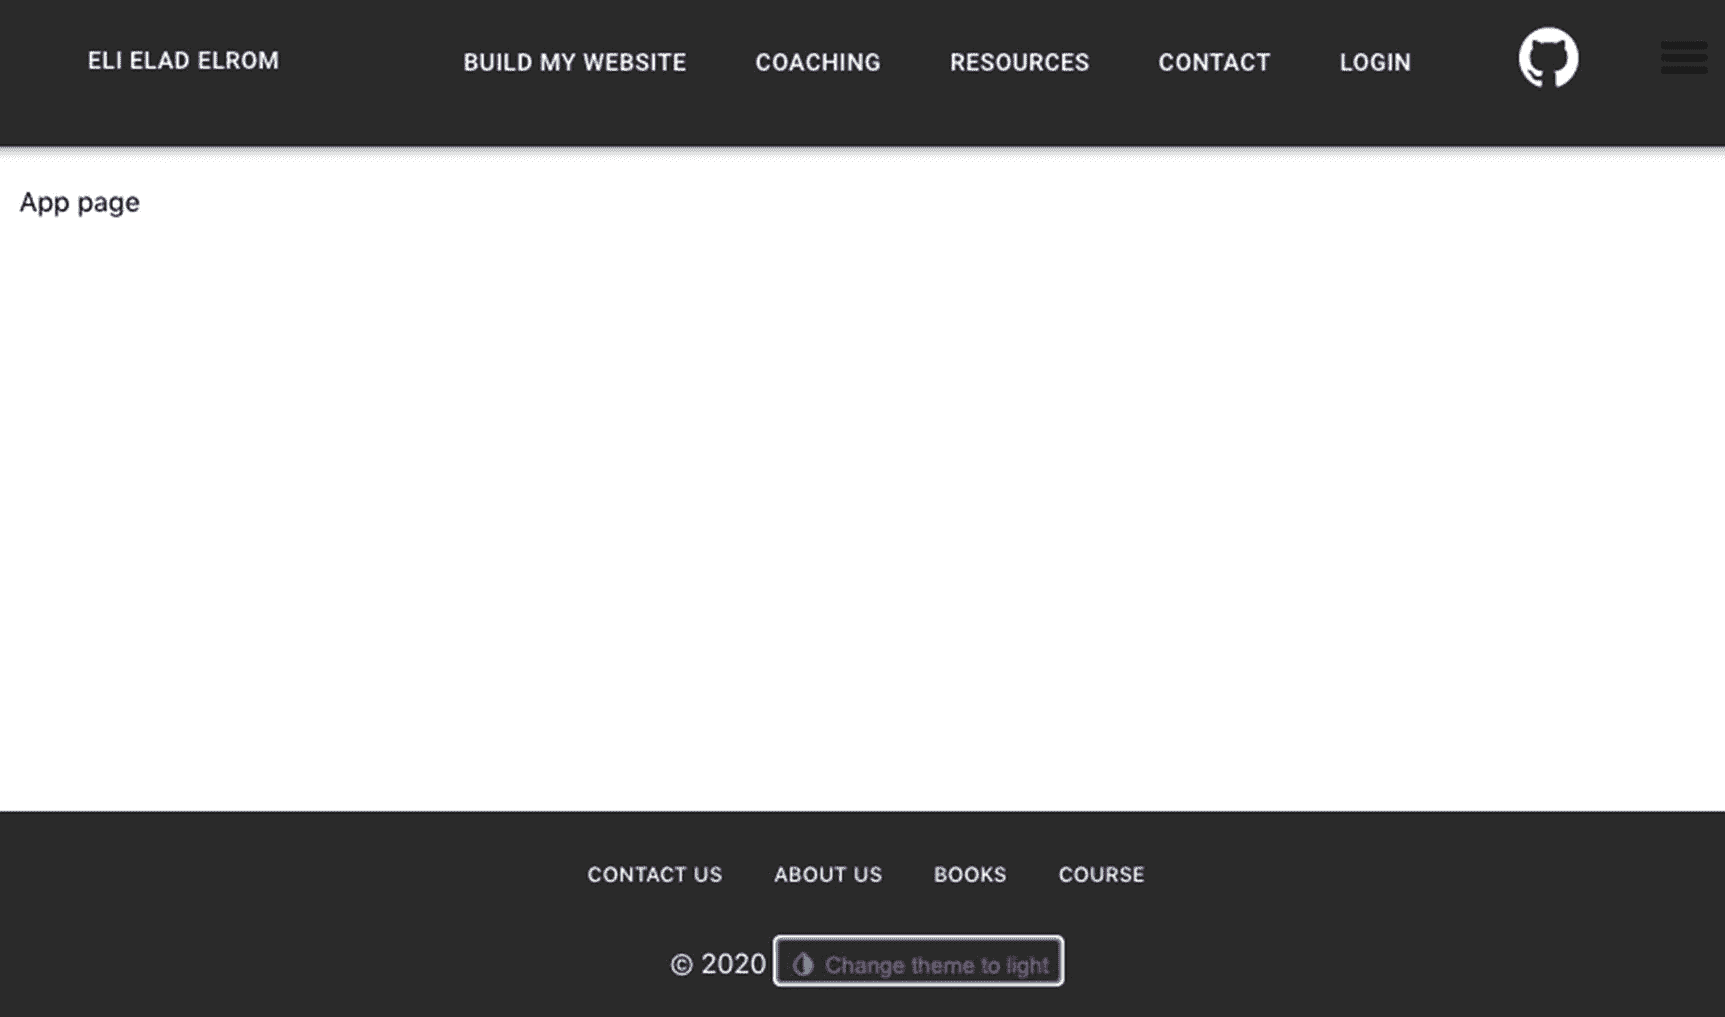 ELI ELAD ELROM BUILD MY WEBSITE COACHING RESOURCES CONTACT LOGIN
App page
CONTACT US ABOUT US BOOKS COURSE
© 2020 Change theme to light